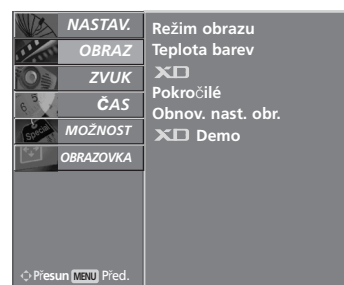 NASTAV.
OBRAZ
ZVUK
ČAS
MOŽNOST
OBRAZOVKA
Režim obrazu
Teplota barev
XD
Pokročilé
Obnov. nast. obr.
XD Demo
Special
Přesun MENU Před.